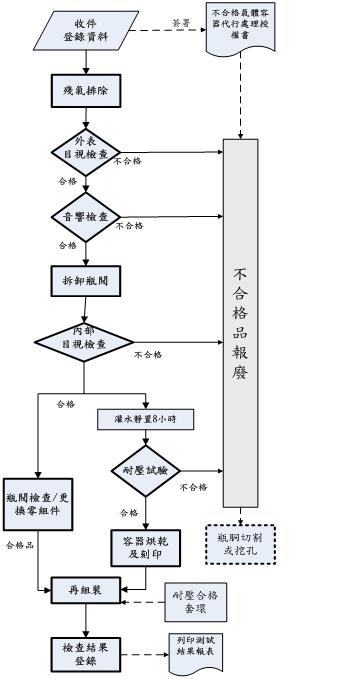 收件
登錄資料
簽署
不合格氣體容
器代行處理授
權書
殘氣排除
外表
目視檢查
不合格
合格
音響檢查
不合格
合格
拆卸瓶閥
不合格品報廢
內部
目視檢查
不合格
合格
灌水靜置8小時
耐壓試驗
不合格
合格
瓶閥檢查/更
換零組件
合格品
容器烘乾
及刻印
瓶胴切割
或挖孔
再組裝
耐壓合格
套環
檢查結果
登錄
列印測試
結果報表